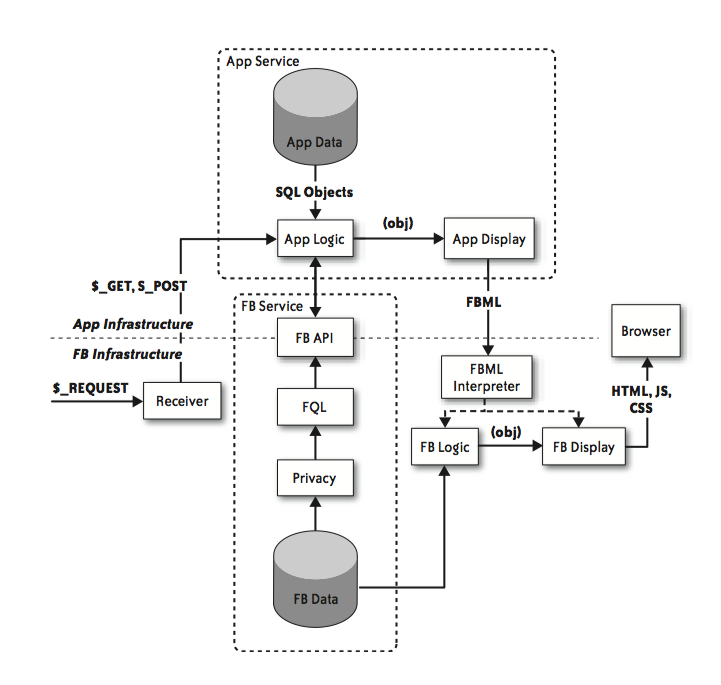 App Service
App Data
SQL Objects
App Logic
(obj)
App Display
$_GET, S_POST
FB Service
FBML
App Infrastructure
FB API
Browser
FB Infrastructure
FBML
Interpreter
$_REQUEST
Receiver
FQL
HTML, JS,
CSS
FB Logic
(obj)
FB Display
Privacy
FB Data